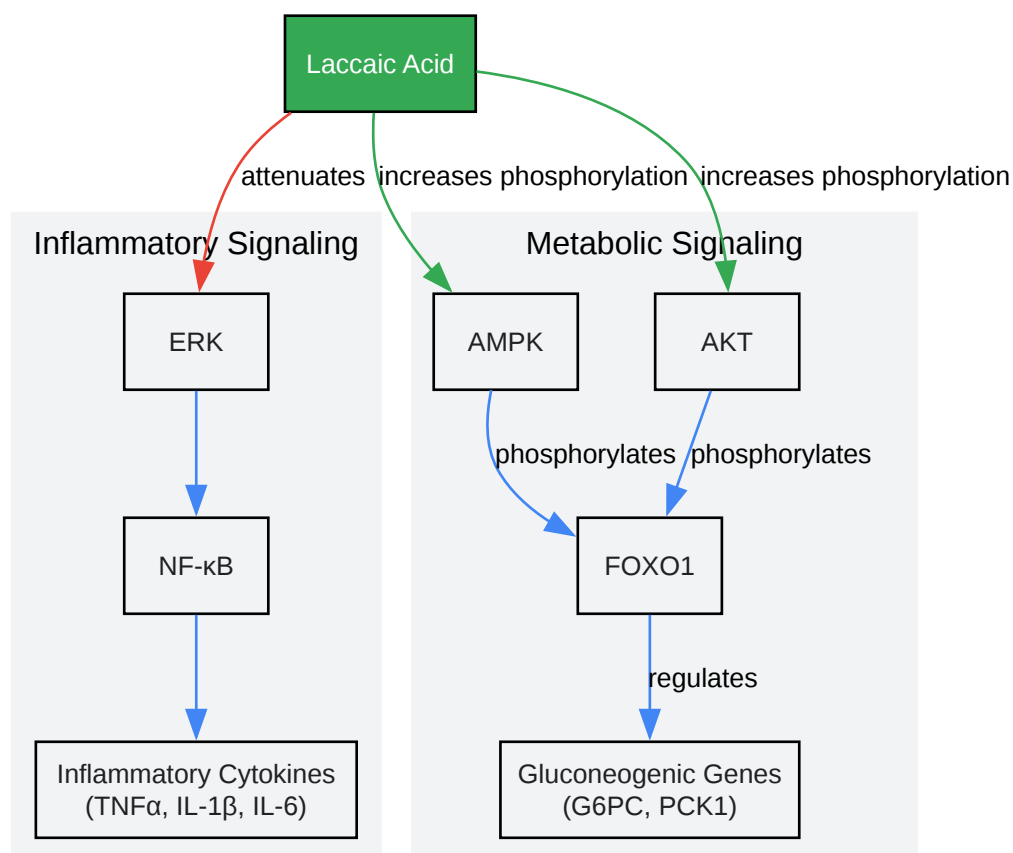 Laccaic Acid
attenuates
increases phosphorylation
increases phosphorylation
Inflammatory Signaling
Metabolic Signaling
ERK
AMPK
AKT
phosphorylates
phosphorylates
NF-κB
FOXO1
regulates
Inflammatory Cytokines
(TNFα, IL-1β, IL-6)
Gluconeogenic Genes
(G6PC, PCK1)